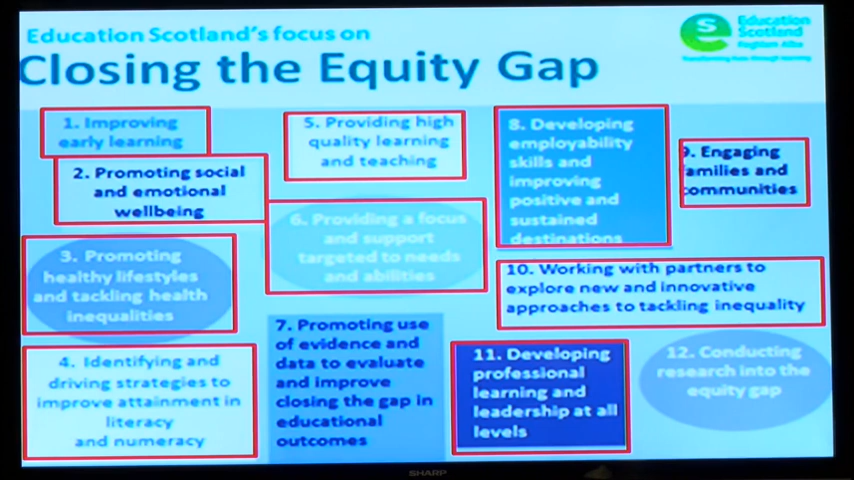 Education Scotland's focus on
Closing the Equity Gap
Education
Scotland
Foghlam Alba
1. Improving
early learning
2. Promoting social
and emotional
wellbeing
3. Promoting
healthy lifestyles
and tackling health
inequalities
4. Identifying and
driving strategies to
improve attainment in
literacy
and numeracy
5. Providing high
quality learning
and teaching
6. Providing a focus
and support
targeted to needs
and abilities
7. Promoting use
of evidence and
data to evaluate
and improve
closing the gap in
educational
outcomes
8. Developing
employability
skills and
improving
positive and
sustained
destinations
9. Engaging
families and
communities
10. Working with partners to
explore new and innovative
approaches to tackling inequality
11. Developing
professional
learning and
leadership at all
levels
12. Conducting
research into the
equity gap
SHARP